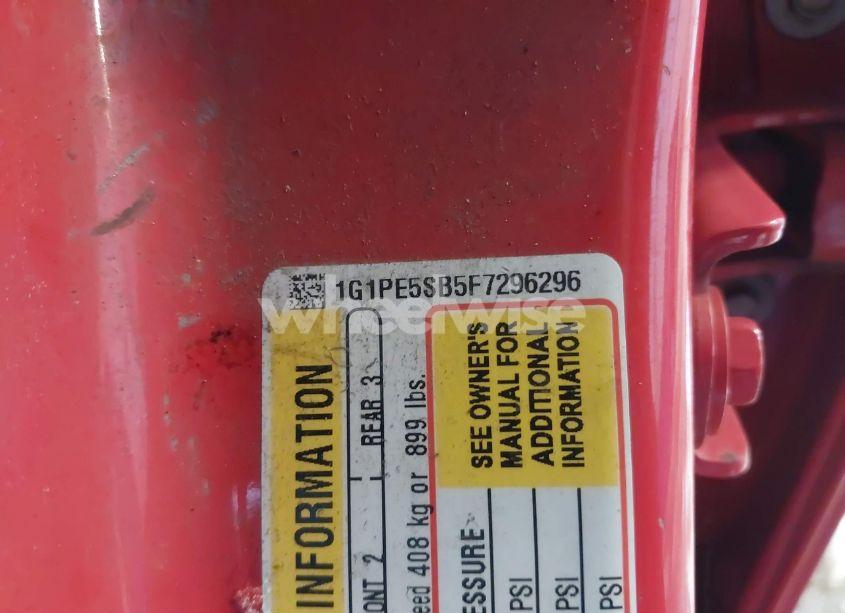 1G1PE5SB5F7296296
wheelwise
INFORMATION
ONT 2
REAR 3
eed 408 kg or 899 lbs.
ESSURE
SEE OWNER'S
MANUAL FOR
ADDITIONAL
INFORMATION
PSI
PSI
PSI